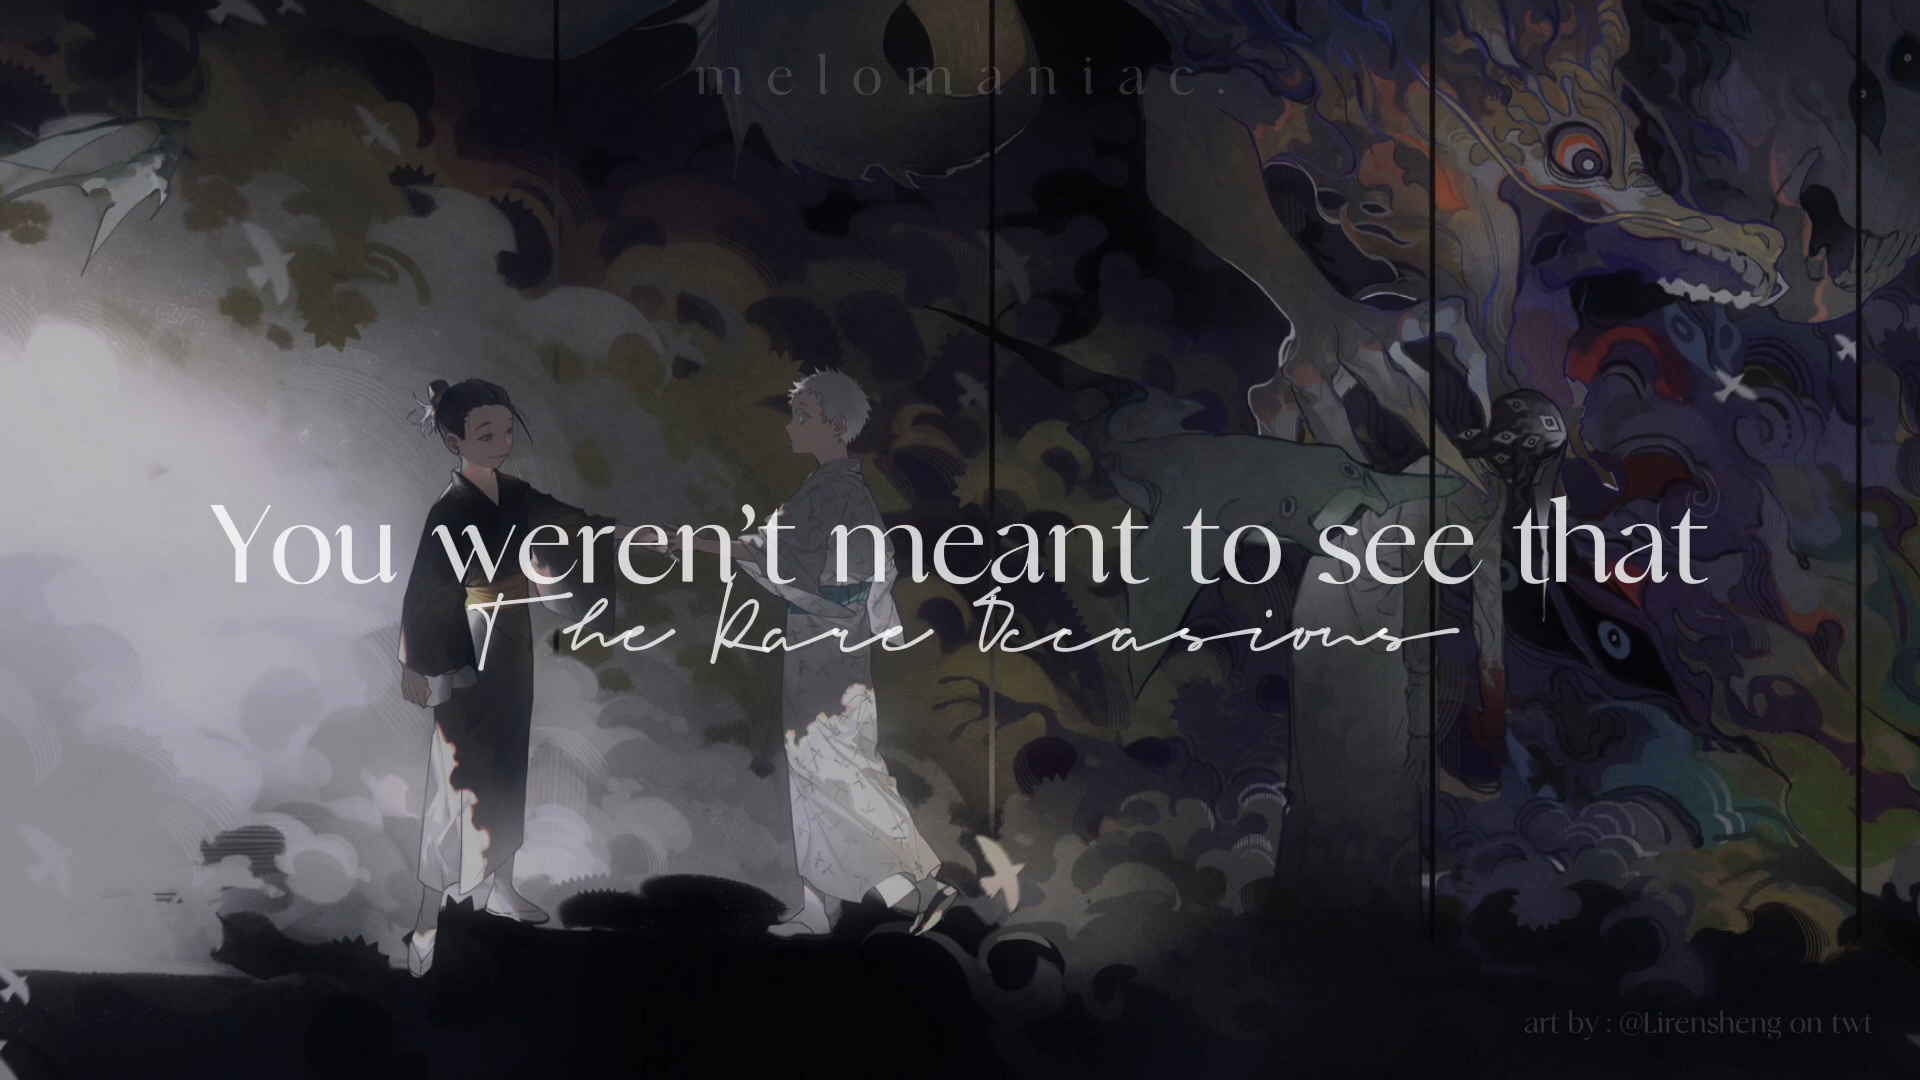 melomaniac.
You weren't meant to see that
The Rare Occasions
art by : @Lirensheng on twt